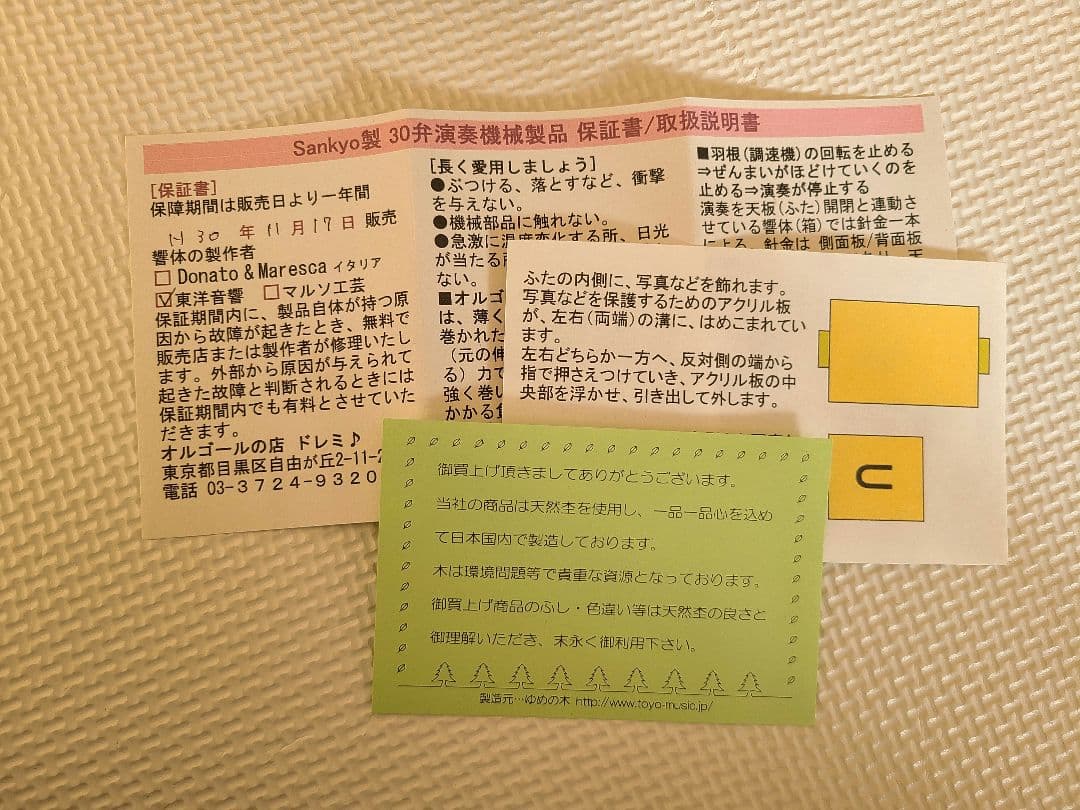 Sankyo製 30弁演奏機械製品 保証書/取扱説明書
[保証書]
保障期間は販売日より一年間
H30 年 11月17日 販売
響体の製作者
□ Donato & Maresca イタリア
☑東洋音響 □マルソ工芸
保証期間内に、製品自体が持つ原
因から故障が起きたとき、無料で
販売店または製作者が修理いたし
ます。外部から原因が与えられて
起きた故障と判断されるときには
保証期間内でも有料とさせていた
だきます。
オルゴールの店 ドレミ♪
東京都目黒区自由が丘2-11-2
電話 03-3724-9320
[長く愛用しましょう]
●ぶつける、落とすなど、衝撃
を与えない。
●機械部品に触れない。
●急激に温度変化する所、日光
が当たる
ない。
■オルゴ
は、薄く
巻かれた
（元の伸
る）力で
強く巻い
かかる
■羽根(調速機)の回転を止める
⇒ぜんまいがほどけていくのを
止める⇒演奏が停止する
演奏を天板(ふた)開閉と連動さ
せている響体(箱)では針金一本
による。針金は 側面板/背面板
ふたの内側に、写真などを飾れます。
写真などを保護するためのアクリル板
が、左右(両端)の溝に、はめこまれてい
ます。
左右どちらか一方へ、反対側の端から
指で押さえつけていき、アクリル板の中
央部を浮かせ、引き出して外します。
御買上げ頂きましてありがとうございます。
当社の商品は天然杢を使用し、一品一品心を込め
て日本国内で製造しております。
木は環境問題等で貴重な資源となっております。
御買上げ商品のふし・色違い等は天然杢の良さと
御理解いただき、末永く御利用下さい。
製造元…ゆめの木 http://www.toyo-music.jp/